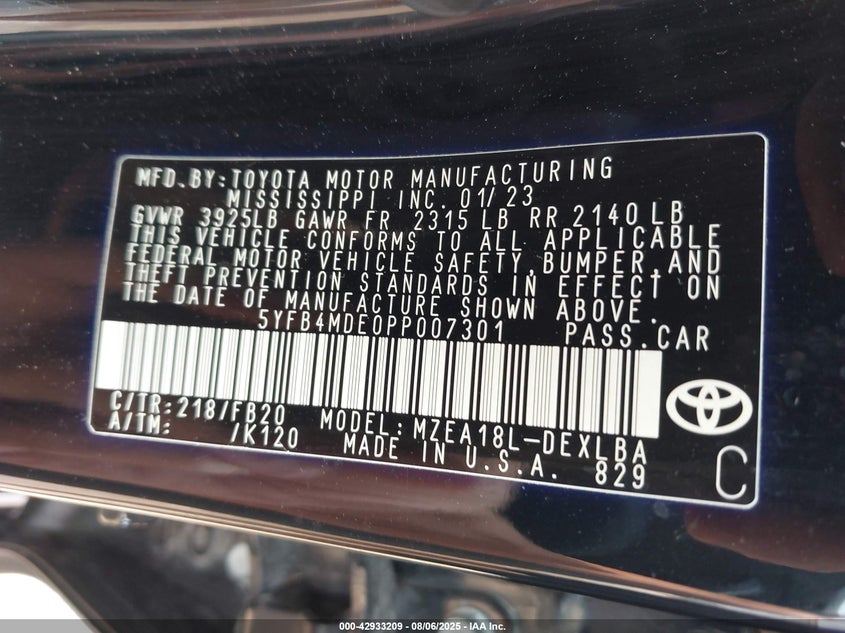 MFD.BY:TOYOTA MOTOR MANUFACTURING
MISSISSIPPI INC. 01/23
GVWR 3925LB GAWR FR 2315 LB RR 2140 LB
THIS VEHICLE CONFORMS TO ALL APPLICABLE
FEDERAL MOTOR VEHICLE SAFETY,BUMPER,AND
THEFT PREVENTION STANDARDS IN EFFECT ON
THE DATE OF MANUFACTURE SHOWN ABOVE.
5YFB4MDE0PP007301 PASS.CAR
C/TR:218/FB20 MODEL:MZEA18L-DEXLBA
A/TM: /K120 MADE IN U.S.A. 829
C
000-42933209 - 08/06/2025 - IAA Inc.